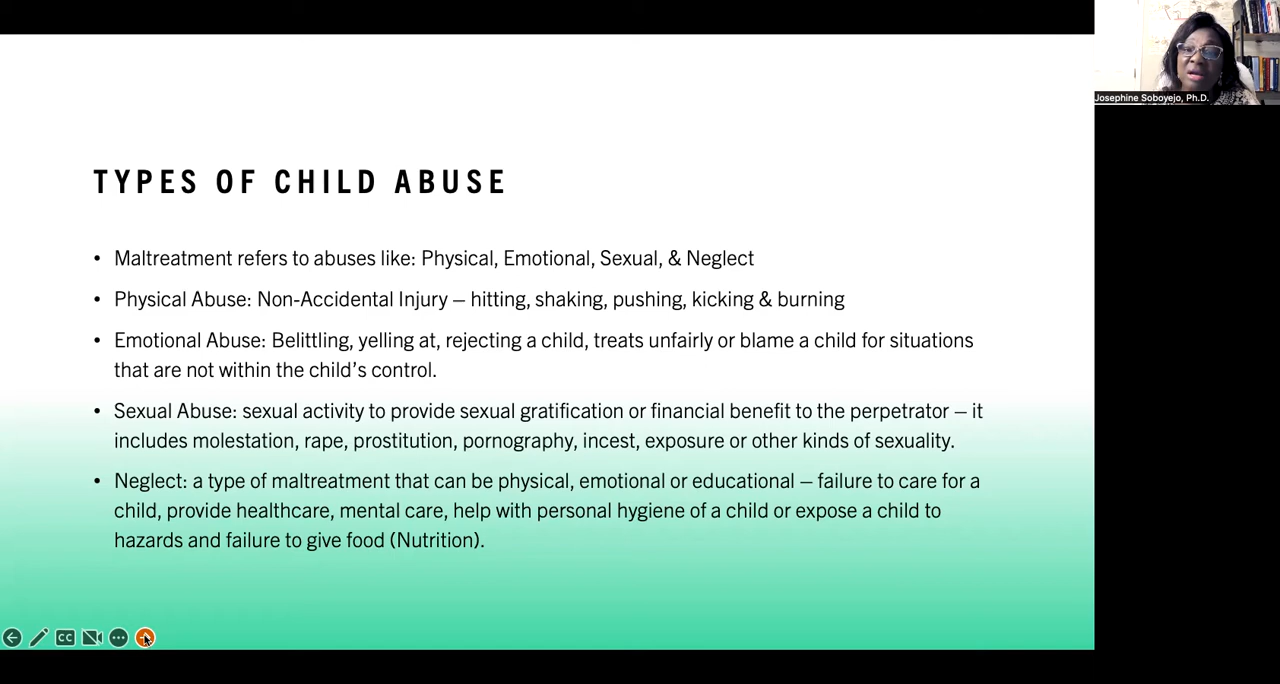 Josephine Soboyejo, Ph.D.
TYPES OF CHILD ABUSE
• Maltreatment refers to abuses like: Physical, Emotional, Sexual, & Neglect
• Physical Abuse: Non-Accidental Injury – hitting, shaking, pushing, kicking & burning
• Emotional Abuse: Belittling, yelling at, rejecting a child, treats unfairly or blame a child for situations
that are not within the child's control.
• Sexual Abuse: sexual activity to provide sexual gratification or financial benefit to the perpetrator – it
includes molestation, rape, prostitution, pornography, incest, exposure or other kinds of sexuality.
• Neglect: a type of maltreatment that can be physical, emotional or educational – failure to care for a
child, provide healthcare, mental care, help with personal hygiene of a child or expose a child to
hazards and failure to give food (Nutrition).
CC